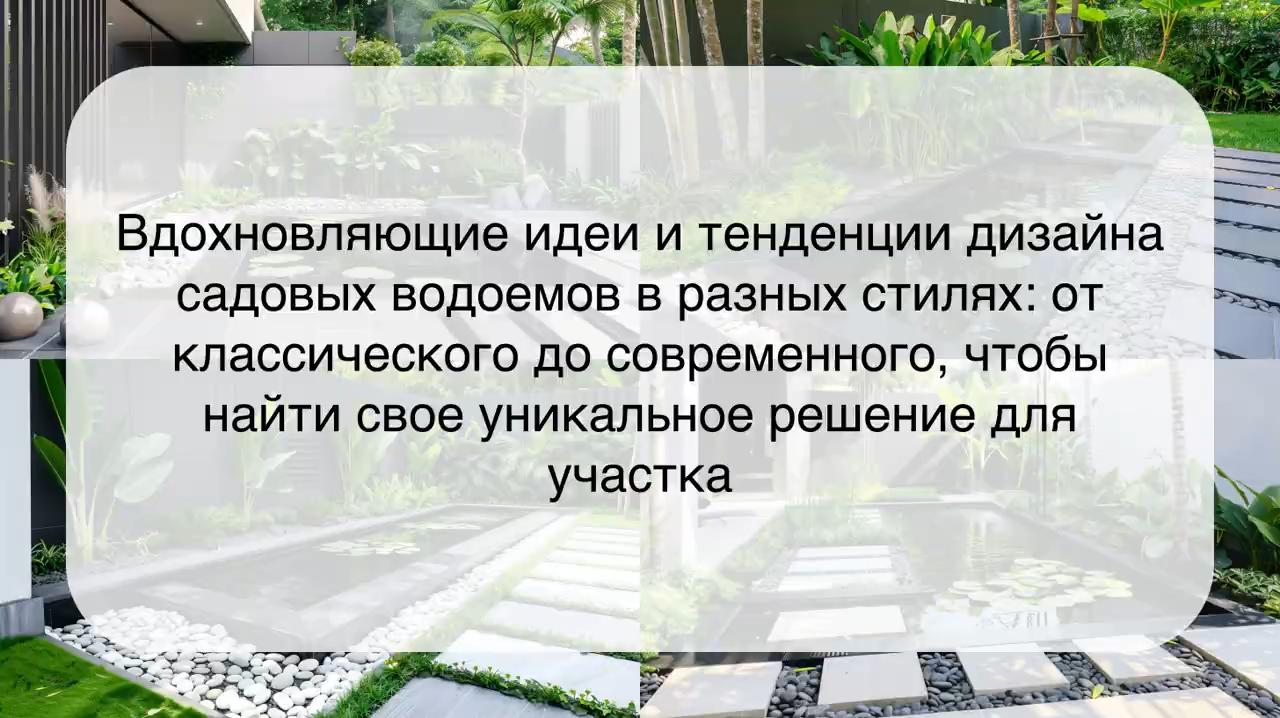 Вдохновляющие идеи и тенденции дизайна
садовых водоемов в разных стилях: от
классического до современного, чтобы
найти свое уникальное решение для
участка